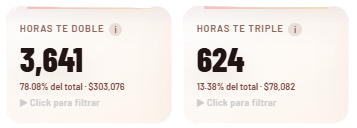 HORAS TE DOBLE i
3,641
78.08% del total · $303,076
▶ Click para filtrar
HORAS TE TRIPLE i
624
13.38% del total · $78,082
▶ Click para filtrar